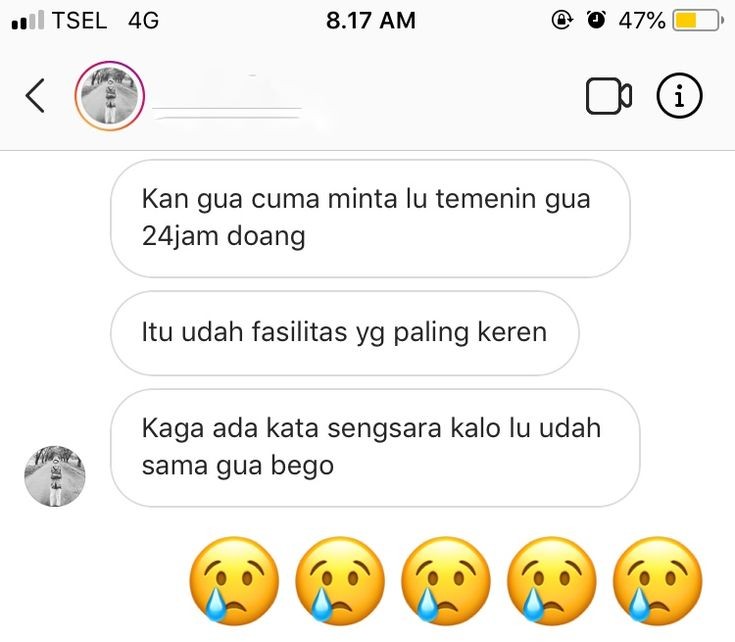 TSEL 4G 8.17 AM 47%
Kan gua cuma minta lu temenin gua
24jam doang
Itu udah fasilitas yg paling keren
Kaga ada kata sengsara kalo lu udah
sama gua bego
😢😢😢😢😢